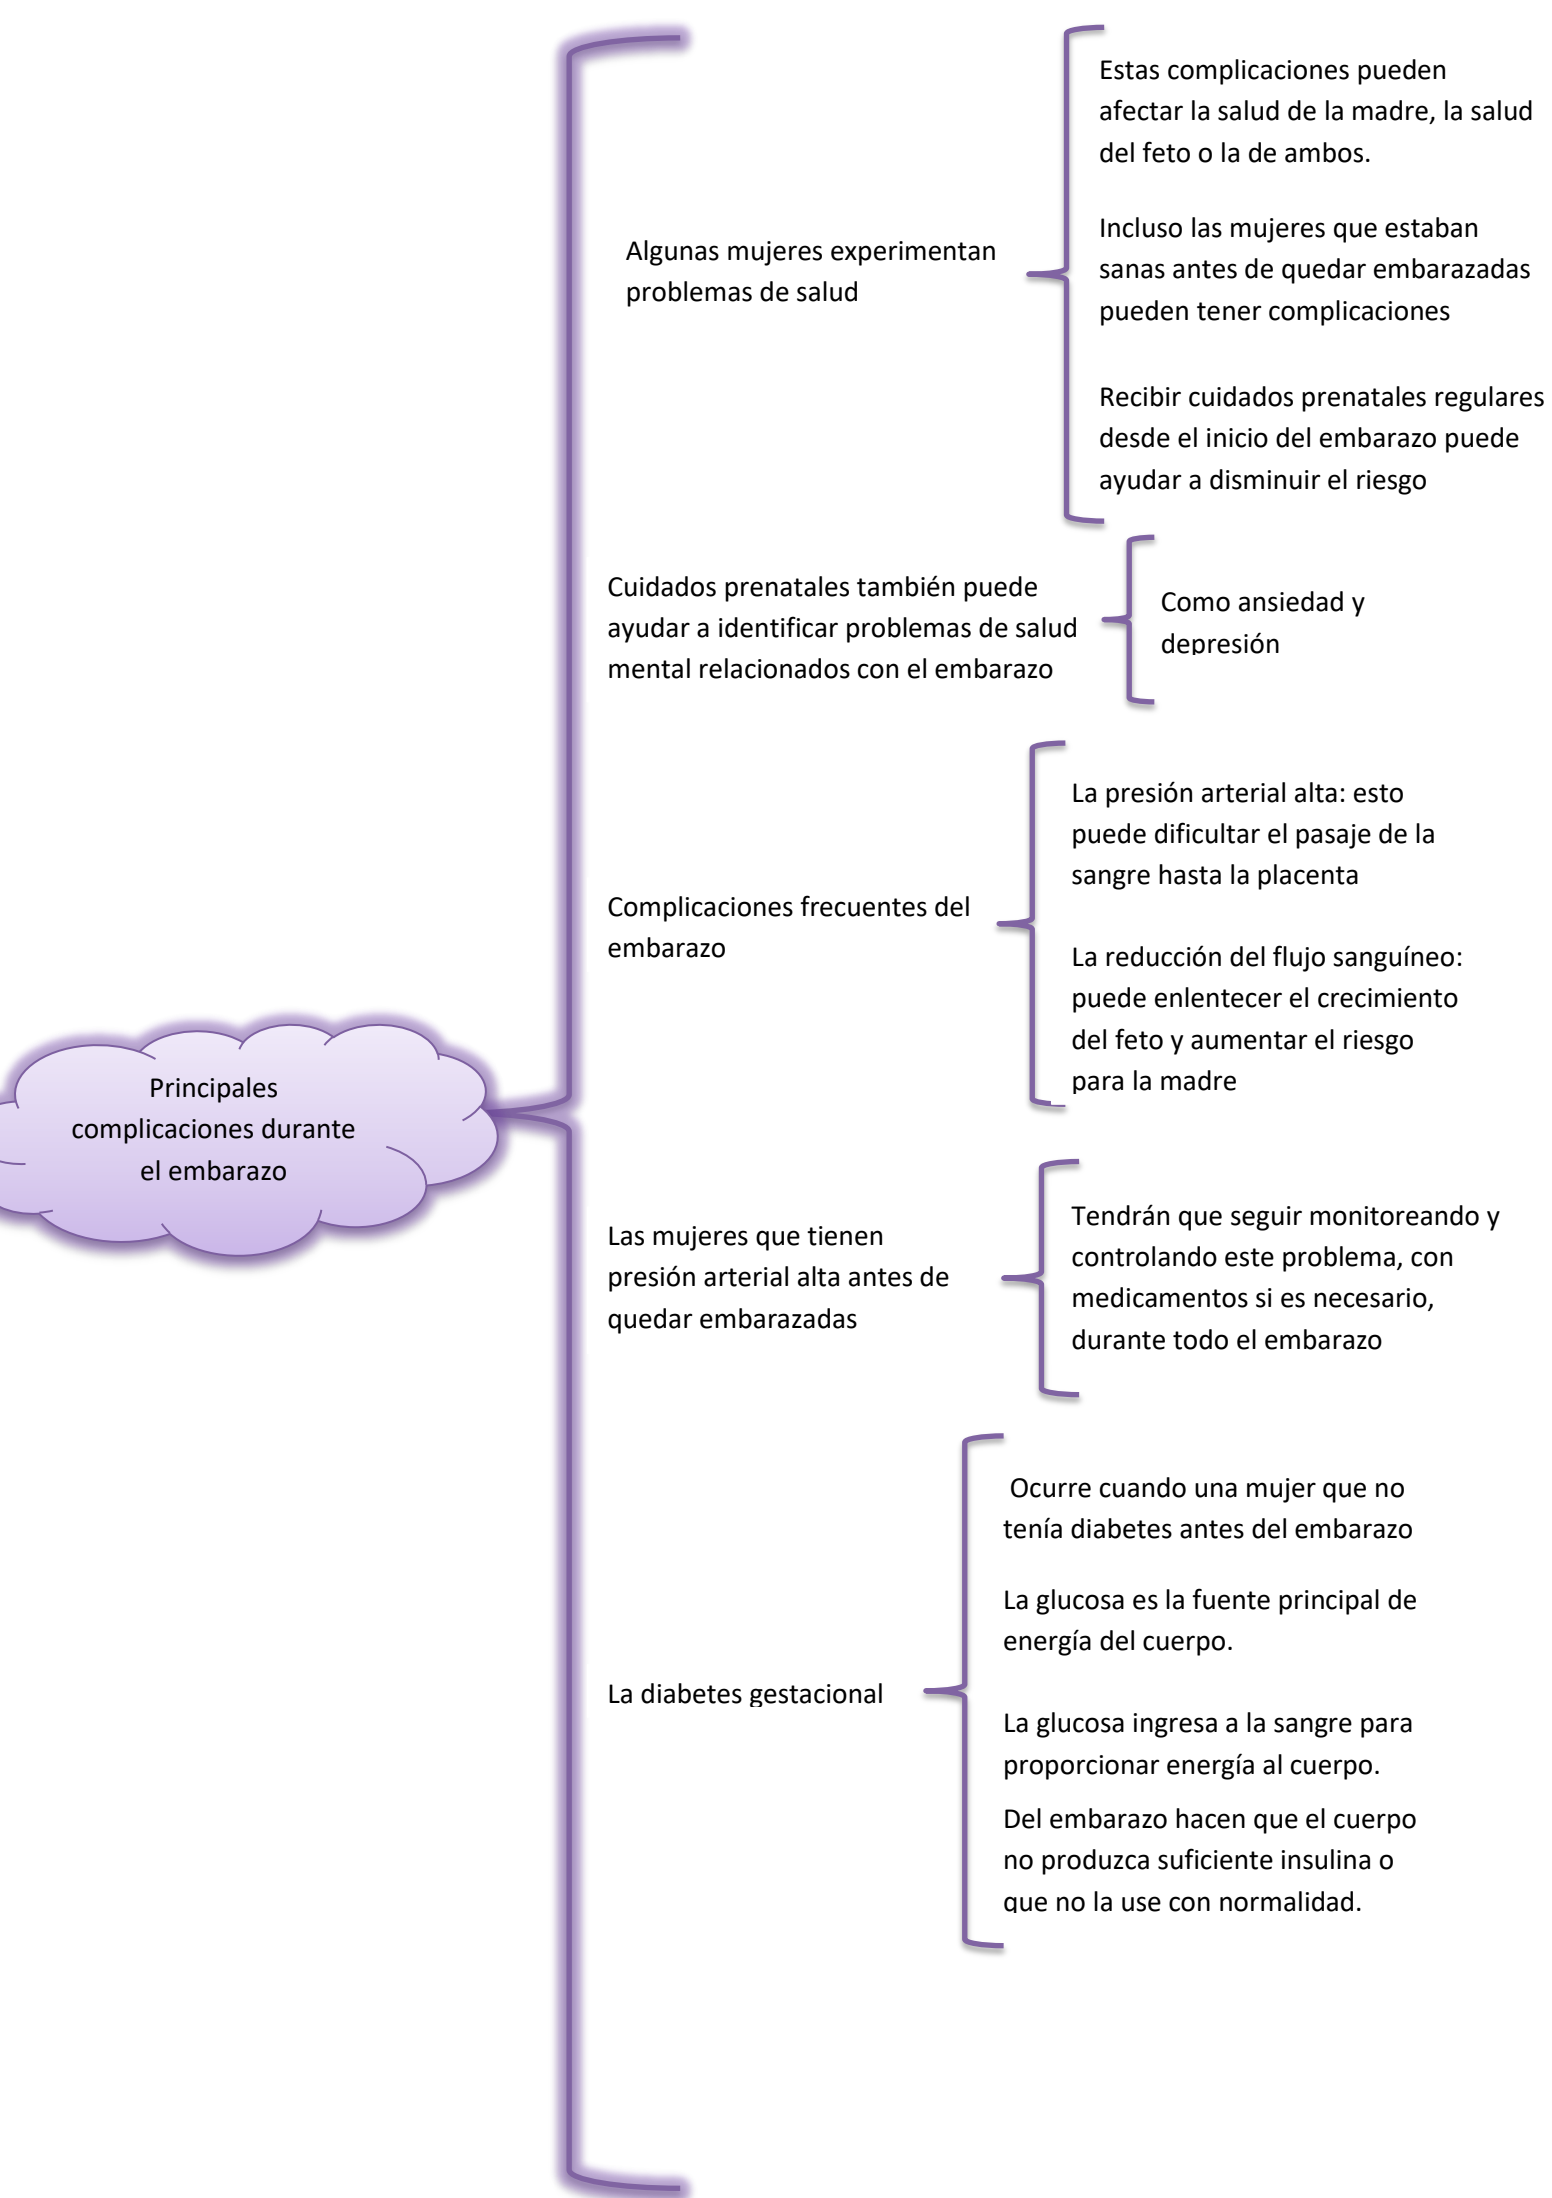 Principales
complicaciones durante
el embarazo
Algunas mujeres experimentan
problemas de salud
Estas complicaciones pueden
afectar la salud de la madre, la salud
del feto o la de ambos.
Incluso las mujeres que estaban
sanas antes de quedar embarazadas
pueden tener complicaciones
Recibir cuidados prenatales regulares
desde el inicio del embarazo puede
ayudar a disminuir el riesgo
Cuidados prenatales también puede
ayudar a identificar problemas de salud
mental relacionados con el embarazo
Como ansiedad y
depresión
Complicaciones frecuentes del
embarazo
La presión arterial alta: esto
puede dificultar el pasaje de la
sangre hasta la placenta
La reducción del flujo sanguíneo:
puede enlentecer el crecimiento
del feto y aumentar el riesgo
para la madre
Las mujeres que tienen
presión arterial alta antes de
quedar embarazadas
Tendrán que seguir monitoreando y
controlando este problema, con
medicamentos si es necesario,
durante todo el embarazo
La diabetes gestacional
Ocurre cuando una mujer que no
tenía diabetes antes del embarazo
La glucosa es la fuente principal de
energía del cuerpo.
La glucosa ingresa a la sangre para
proporcionar energía al cuerpo.
Del embarazo hacen que el cuerpo
no produzca suficiente insulina o
que no la use con normalidad.